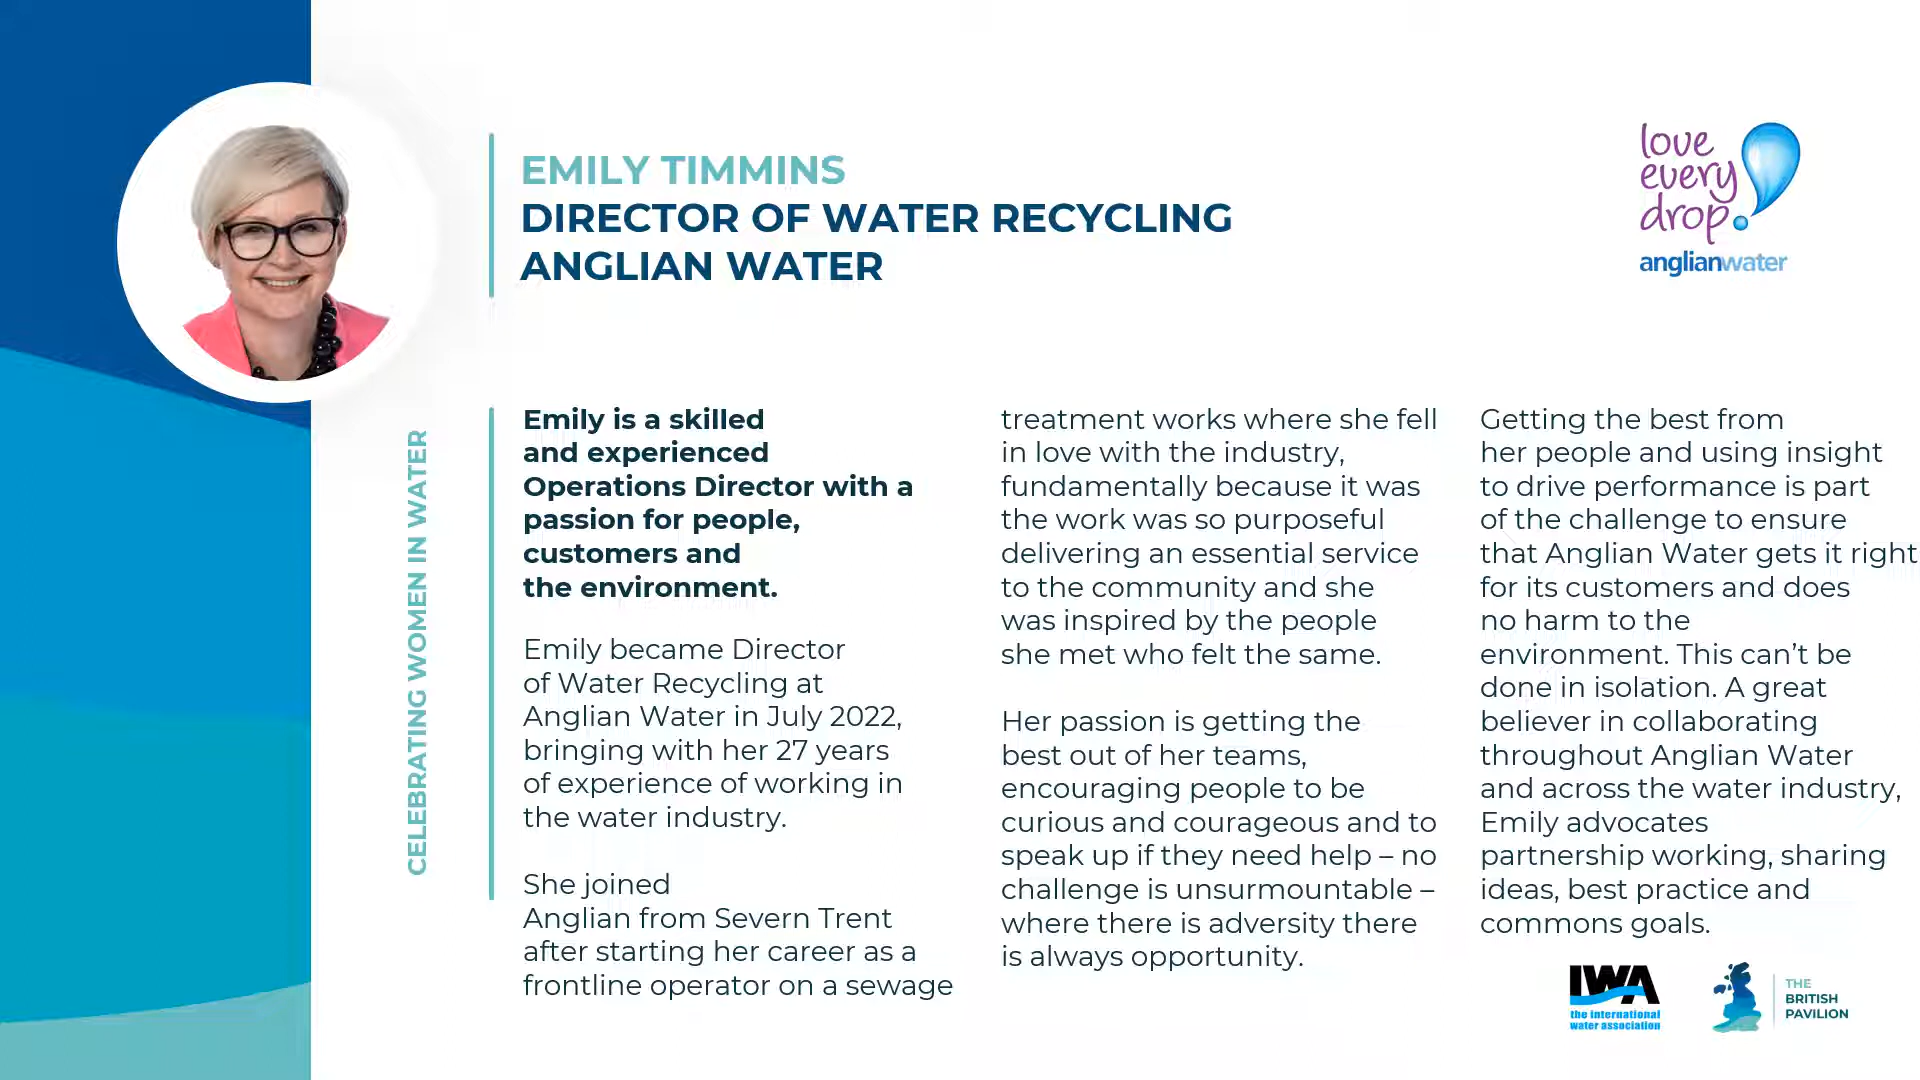 EMILY TIMMINS
DIRECTOR OF WATER RECYCLING
ANGLIAN WATER
love
every
drop.
anglianwater
CELEBRATING WOMEN IN WATER
Emily is a skilled
and experienced
Operations Director with a
passion for people,
customers and
the environment.
Emily became Director
of Water Recycling at
Anglian Water in July 2022,
bringing with her 27 years
of experience of working in
the water industry.
She joined
Anglian from Severn Trent
after starting her career as a
frontline operator on a sewage
treatment works where she fell
in love with the industry,
fundamentally because it was
the work was so purposeful
delivering an essential service
to the community and she
was inspired by the people
she met who felt the same.
Her passion is getting the
best out of her teams,
encouraging people to be
curious and courageous and to
speak up if they need help – no
challenge is unsurmountable –
where there is adversity there
is always opportunity.
Getting the best from
her people and using insight
to drive performance is part
of the challenge to ensure
that Anglian Water gets it right
for its customers and does
no harm to the
environment. This can’t be
done in isolation. A great
believer in collaborating
throughout Anglian Water
and across the water industry,
Emily advocates
partnership working, sharing
ideas, best practice and
commons goals.
IWA
the international
water association
THE
BRITISH
PAVILION